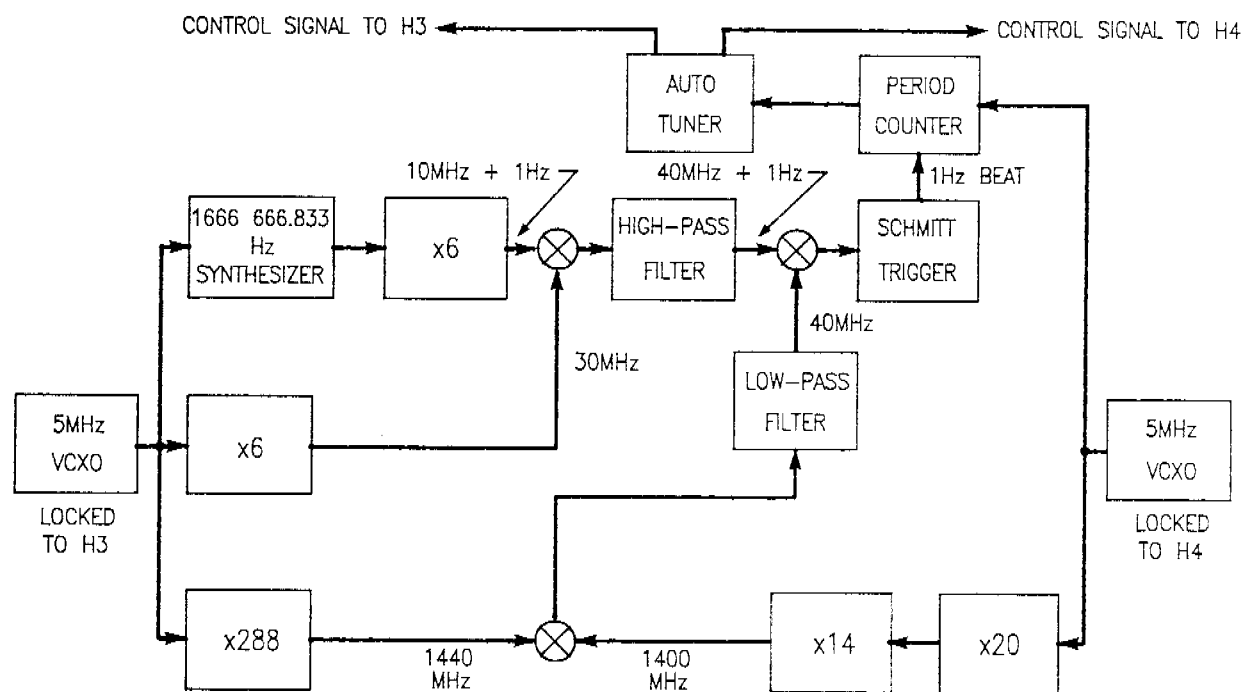 CONTROL SIGNAL TO H3
CONTROL SIGNAL TO H4
AUTO
TUNER
PERIOD
COUNTER
10MHz + 1Hz
40MHz + 1Hz
1Hz BEAT
1666 666.833
Hz
SYNTHESIZER
x6
HIGH-PASS
FILTER
SCHMITT
TRIGGER
30MHz
40MHz
LOW-PASS
FILTER
5MHz
VCXO
x6
5MHz
VCXO
LOCKED
TO H3
LOCKED
TO H4
x288
1440
MHz
1400
MHz
x14
x20